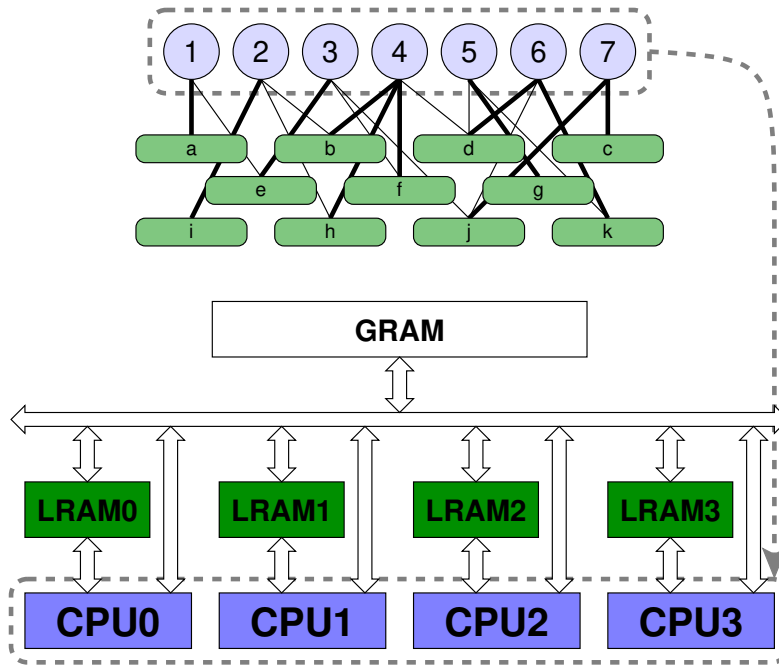 1 2 3 4 5 6 7
a b d c
e f g
i h j k
GRAM
LRAM0 LRAM1 LRAM2 LRAM3
CPU0 CPU1 CPU2 CPU3